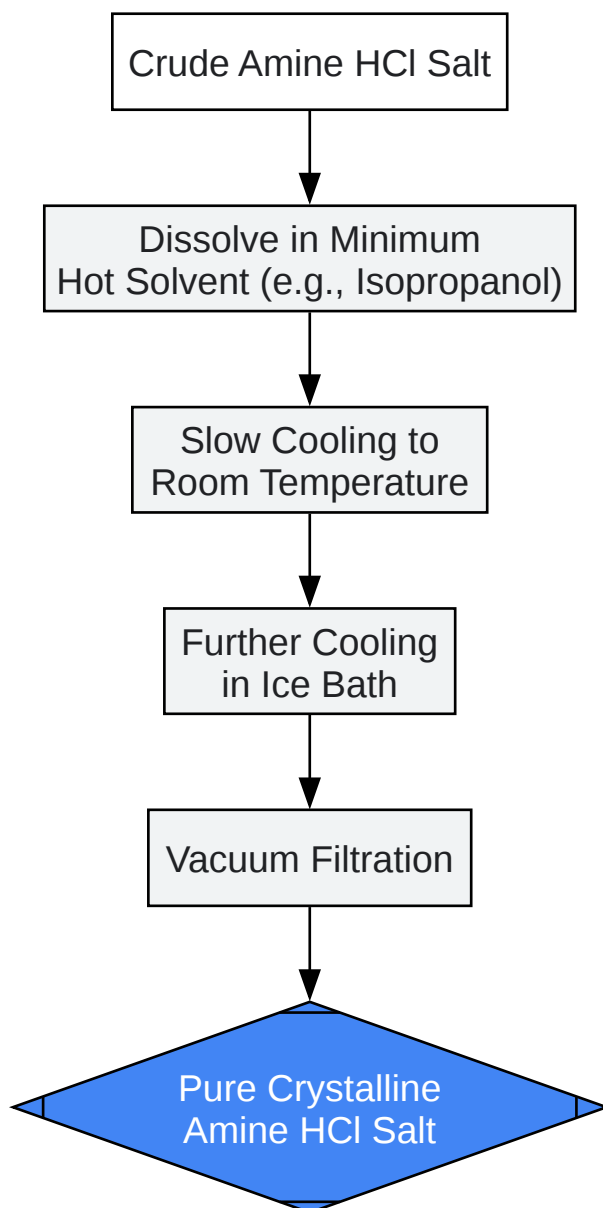 Crude Amine HCl Salt
Dissolve in Minimum
Hot Solvent (e.g., Isopropanol)
Slow Cooling to
Room Temperature
Further Cooling
in Ice Bath
Vacuum Filtration
Pure Crystalline
Amine HCl Salt